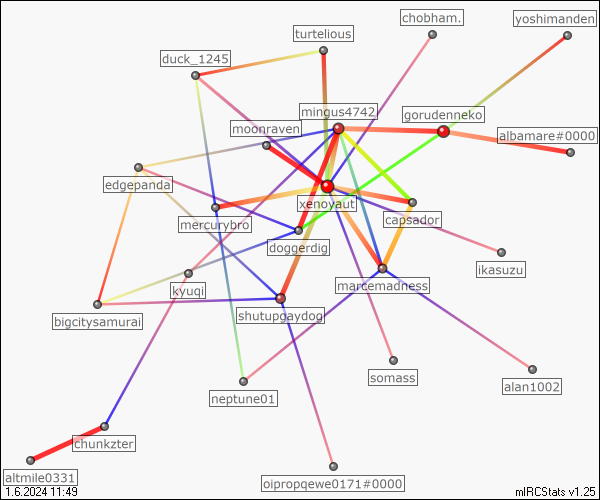 chobham.
yoshimanden
turtelious
duck_1245
mingus4742
gorudenneko
moonraven
albamare#0000
edgepanda
xenoyaut
capsador
mercurybro
doggerdig
ikasuzu
marcemadness
kyuqi
shutupgaydog
bigcitysamurai
somass
alan1002
neptune01
chunkzter
altmile0331
oipropqewe0171#0000
1.6.2024 11:49
mIRCStats v1.25